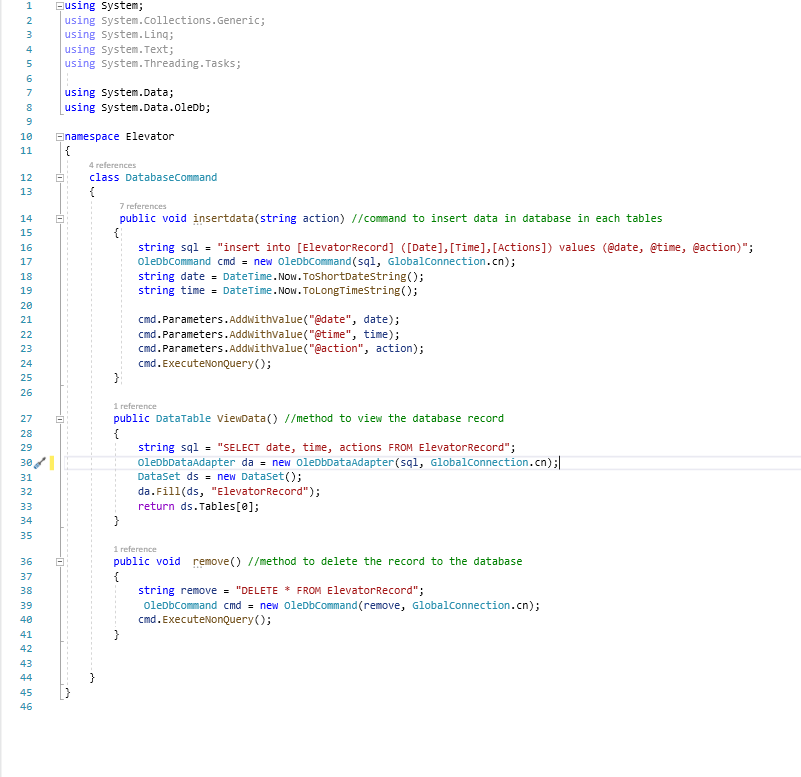 1 using System;
2 using System.Collections.Generic;
3 using System.Linq;
4 using System.Text;
5 using System.Threading.Tasks;
6
7 using System.Data;
8 using System.Data.OleDb;
9
10 namespace Elevator
11 {
4 references
12 class DatabaseCommand
13 {
7 references
14 public void insertdata(string action) //command to insert data in database in each tables
15 {
16 string sql = "insert into [ElevatorRecord] ([Date],[Time],[Actions]) values (@date, @time, @action)";
17 OleDbCommand cmd = new OleDbCommand(sql, GlobalConnection.cn);
18 string date = DateTime.Now.ToShortDateString();
19 string time = DateTime.Now.ToLongTimeString();
20
21 cmd.Parameters.AddWithValue("@date", date);
22 cmd.Parameters.AddWithValue("@time", time);
23 cmd.Parameters.AddWithValue("@action", action);
24 cmd.ExecuteNonQuery();
25 }
26
1 reference
27 public DataTable ViewData() //method to view the database record
28 {
29 string sql = "SELECT date, time, actions FROM ElevatorRecord";
30 OleDbDataAdapter da = new OleDbDataAdapter(sql, GlobalConnection.cn);
31 DataSet ds = new DataSet();
32 da.Fill(ds, "ElevatorRecord");
33 return ds.Tables[0];
34 }
35
1 reference
36 public void remove() //method to delete the record to the database
37 {
38 string remove = "DELETE * FROM ElevatorRecord";
39 OleDbCommand cmd = new OleDbCommand(remove, GlobalConnection.cn);
40 cmd.ExecuteNonQuery();
41 }
42
43
44 }
45 }
46